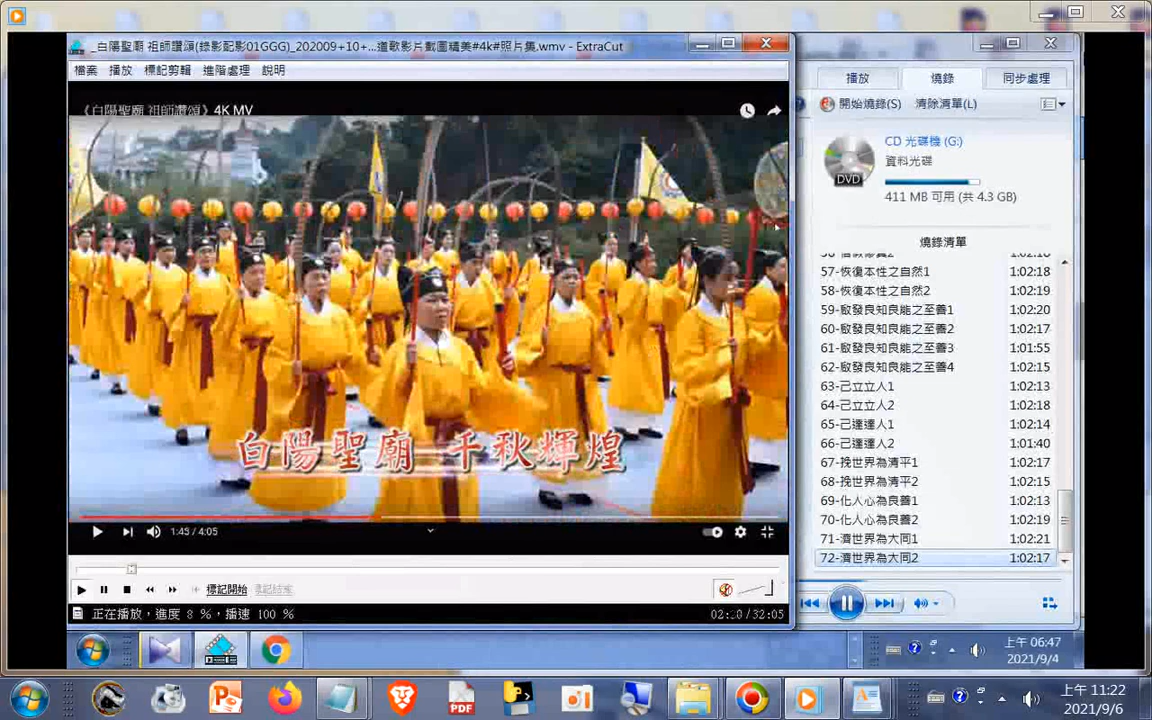 _白陽聖廟 祖師讚頌(錄影配影01GGG)_202009+10+...道歌影片截圖精美#4k#照片集.wmv - ExtraCut
檔案 播放 標記剪輯 進階處理 說明
《白陽聖廟 祖師讚頌》4K MV
白陽聖廟 千秋輝煌
1:45 / 4:05
標記開始 標記結束
正在播放，進度 8 %，播速 100 %
/32:05
播放 燒錄 同步處理
開始燒錄(S) 清除清單(L)
CD 光碟機 (G:)
資料光碟
DVD
411 MB 可用 (共 4.3 GB)
燒錄清單
57-恢復本性之自然1 1:02:18
58-恢復本性之自然2 1:02:19
59-啟發良知良能之至善1 1:02:20
60-啟發良知良能之至善2 1:02:17
61-啟發良知良能之至善3 1:01:55
62-啟發良知良能之至善4 1:02:15
63-己立立人1 1:02:13
64-己立立人2 1:02:18
65-己達達人1 1:02:14
66-己達達人2 1:01:40
67-挽世界為清平1 1:02:17
68-挽世界為清平2 1:02:15
69-化人心為良善1 1:02:13
70-化人心為良善2 1:02:19
71-濟世界為大同1 1:02:21
72-濟世界為大同2 1:02:17
上午 06:47
2021/9/4
PDF
上午 11:22
2021/9/6